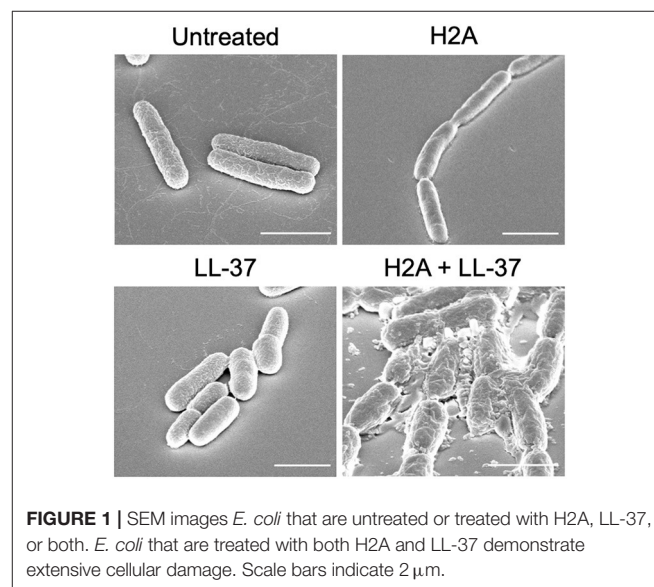 Untreated H2A
LL-37 H2A + LL-37
FIGURE 1 | SEM images E. coli that are untreated or treated with H2A, LL-37,
or both. E. coli that are treated with both H2A and LL-37 demonstrate
extensive cellular damage. Scale bars indicate 2 μm.